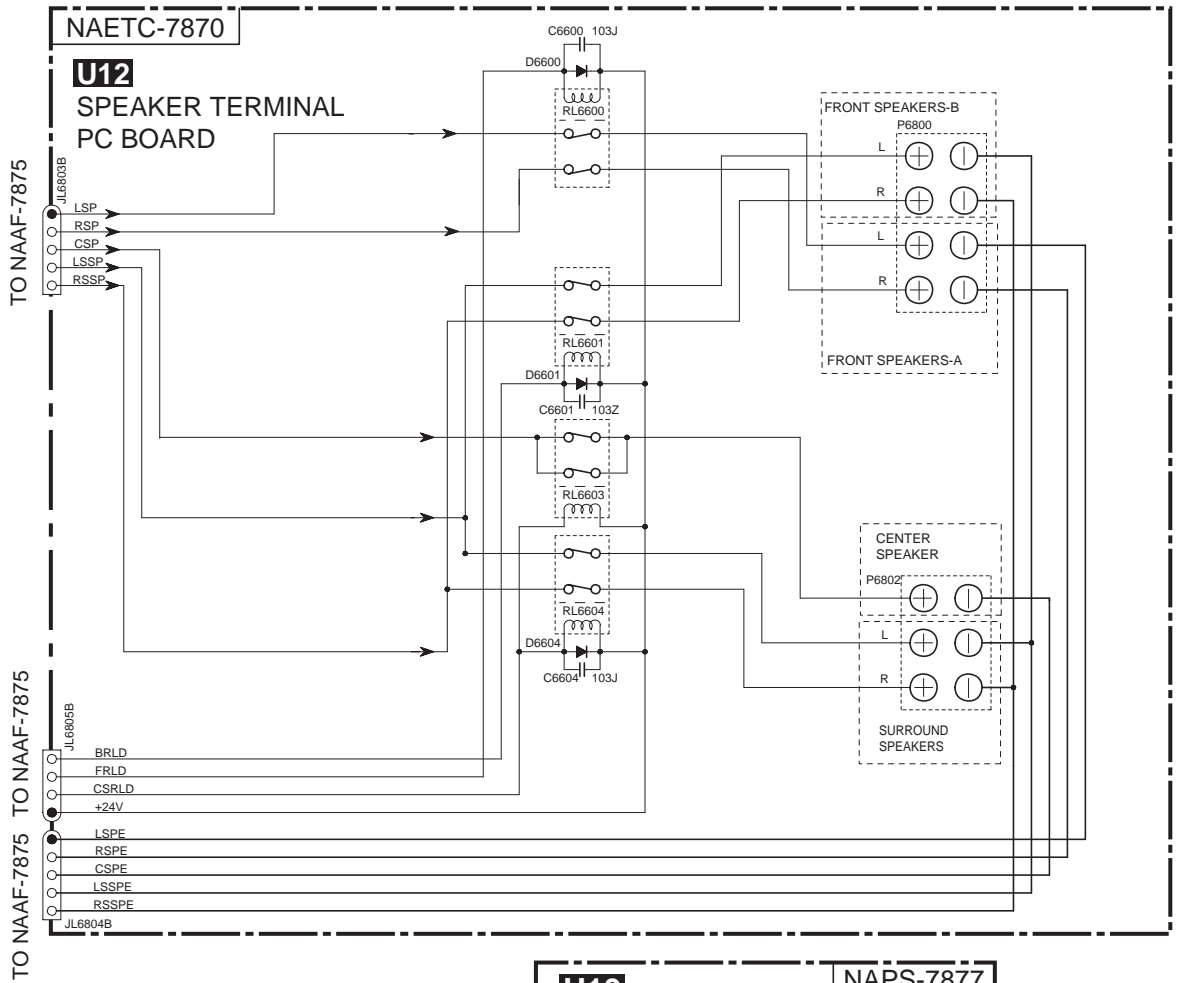 NAETC-7870
U12
SPEAKER TERMINAL
PC BOARD
TO NAAF-7875
JL6803B
LSP
RSP
CSP
LSSP
RSSP
C6600 103J
D6600
RL6600
RL6601
D6601
C6601 103Z
RL6603
RL6604
D6604
C6604 103J
FRONT SPEAKERS-B
P6800
L
R
L
R
FRONT SPEAKERS-A
CENTER
SPEAKER
P6802
L
R
SURROUND
SPEAKERS
TO NAAF-7875
JL6805B
BRLD
FRLD
CSRLD
+24V
TO NAAF-7875
LSPE
RSPE
CSPE
LSSPE
RSSPE
JL6804B
NAPS-7877